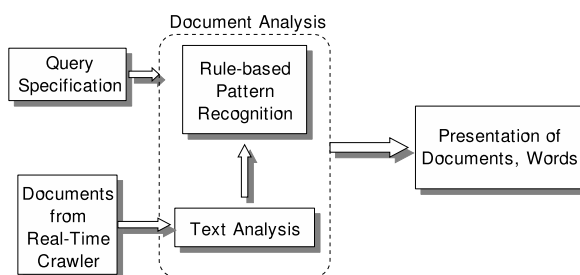 Document Analysis
Query
Specification
Rule-based
Pattern
Recognition
Presentation of
Documents, Words
Documents
from
Real-Time
Crawler
Text Analysis